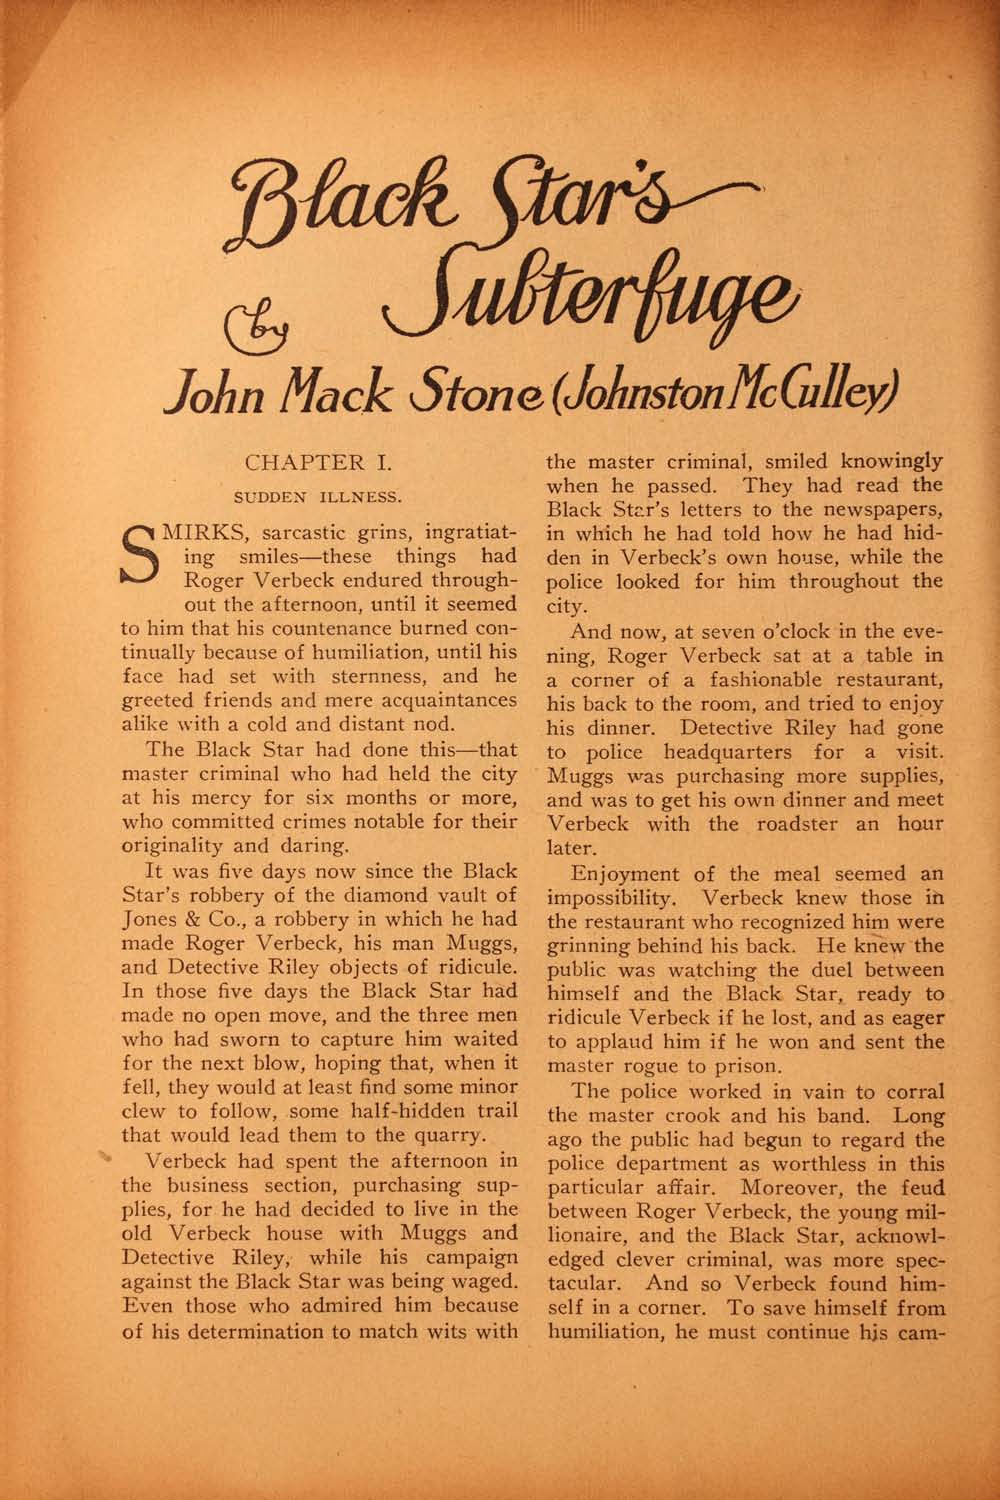 Black Star's
Subterfuge
by
John Mack Stone (Johnston McCulley)
CHAPTER I.
SUDDEN ILLNESS.
SMIRKS, sarcastic grins, ingratiat-
ing smiles—these things had
Roger Verbeck endured through-
out the afternoon, until it seemed
to him that his countenance burned con-
tinually because of humiliation, until his
face had set with sternness, and he
greeted friends and mere acquaintances
alike with a cold and distant nod.
The Black Star had done this—that
master criminal who had held the city
at his mercy for six months or more,
who committed crimes notable for their
originality and daring.
It was five days now since the Black
Star's robbery of the diamond vault of
Jones & Co., a robbery in which he had
made Roger Verbeck, his man Muggs,
and Detective Riley objects of ridicule.
In those five days the Black Star had
made no open move, and the three men
who had sworn to capture him waited
for the next blow, hoping that, when it
fell, they would at least find some minor
clew to follow, some half-hidden trail
that would lead them to the quarry.
Verbeck had spent the afternoon in
the business section, purchasing sup-
plies, for he had decided to live in the
old Verbeck house with Muggs and
Detective Riley, while his campaign
against the Black Star was being waged.
Even those who admired him because
of his determination to match wits with
the master criminal, smiled knowingly
when he passed. They had read the
Black Star's letters to the newspapers,
in which he had told how he had hid-
den in Verbeck's own house, while the
police looked for him throughout the
city.
And now, at seven o'clock in the eve-
ning, Roger Verbeck sat at a table in
a corner of a fashionable restaurant,
his back to the room, and tried to enjoy
his dinner. Detective Riley had gone
to police headquarters for a visit.
Muggs was purchasing more supplies,
and was to get his own dinner and meet
Verbeck with the roadster an hour
later.
Enjoyment of the meal seemed an
impossibility. Verbeck knew those in
the restaurant who recognized him were
grinning behind his back. He knew the
public was watching the duel between
himself and the Black Star, ready to
ridicule Verbeck if he lost, and as eager
to applaud him if he won and sent the
master rogue to prison.
The police worked in vain to corral
the master crook and his band. Long
ago the public had begun to regard the
police department as worthless in this
particular affair. Moreover, the feud
between Roger Verbeck, the young mil-
lionaire, and the Black Star, acknowl-
edged clever criminal, was more spec-
tacular. And so Verbeck found him-
self in a corner. To save himself from
humiliation, he must continue his cam-